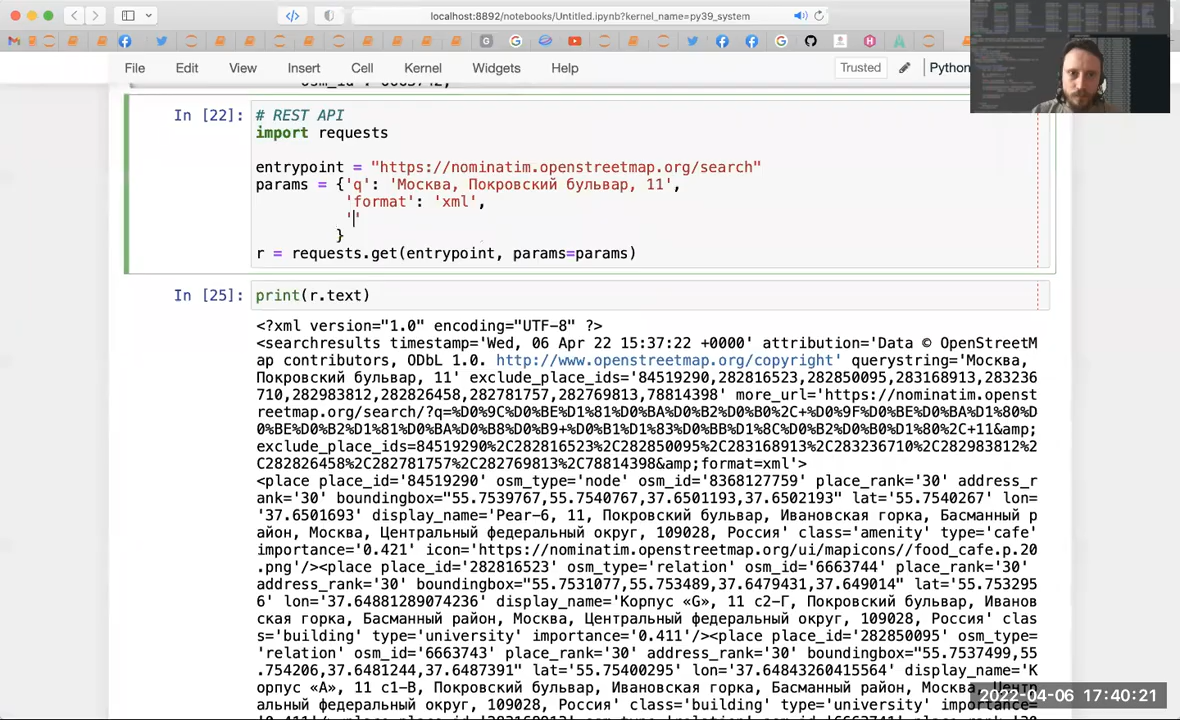 localhost:8892/notebooks/Untitled.ipynb?kernel_name=py39_system
File Edit View Insert Cell Kernel Widgets Help Trusted Python
osm_id : 6663742,
In [22]: # REST API
import requests
entrypoint = "https://nominatim.openstreetmap.org/search"
params = {'q': 'Москва, Покровский бульвар, 11',
'format': 'xml',
''
}
r = requests.get(entrypoint, params=params)
In [25]: print(r.text)
<?xml version="1.0" encoding="UTF-8" ?>
<searchresults timestamp='Wed, 06 Apr 22 15:37:22 +0000' attribution='Data © OpenStreetM
ap contributors, ODbL 1.0. http://www.openstreetmap.org/copyright' querystring='Москва,
Покровский бульвар, 11' exclude_place_ids='84519290,282816523,282850095,283168913,283236
710,282983812,282826458,282781757,282769813,78814398' more_url='https://nominatim.openst
reetmap.org/search/?q=%D0%9C%D0%BE%D1%81%D0%BA%D0%B2%D0%B0%2C+%D0%9F%D0%BE%D0%BA%D1%80%D
0%BE%D0%B2%D1%81%D0%BA%D0%B8%D0%B9+%D0%B1%D1%83%D0%BB%D1%8C%D0%B2%D0%B0%D1%80%2C+11&amp;
exclude_place_ids=84519290%2C282816523%2C282850095%2C283168913%2C283236710%2C282983812%2
C282826458%2C282781757%2C282769813%2C78814398&amp;format=xml'>
<place place_id='84519290' osm_type='node' osm_id='8368127759' place_rank='30' address_r
ank='30' boundingbox="55.7539767,55.7540767,37.6501193,37.6502193" lat='55.7540267' lon=
'37.6501693' display_name='Pear-6, 11, Покровский бульвар, Ивановская горка, Басманный р
айон, Москва, Центральный федеральный округ, 109028, Россия' class='amenity' type='cafe'
importance='0.421' icon='https://nominatim.openstreetmap.org/ui/mapicons//food_cafe.p.20
.png'/><place place_id='282816523' osm_type='relation' osm_id='6663744' place_rank='30'
address_rank='30' boundingbox="55.7531077,55.753489,37.6479431,37.649014" lat='55.753295
6' lon='37.64881289074236' display_name='Корпус «G», 11 с2-Г, Покровский бульвар, Иванов
ская горка, Басманный район, Москва, Центральный федеральный округ, 109028, Россия' clas
s='building' type='university' importance='0.411'/><place place_id='282850095' osm_type=
'relation' osm_id='6663743' place_rank='30' address_rank='30' boundingbox="55.7537499,55
.754206,37.6481244,37.6487391" lat='55.75400295' lon='37.64843260415564' display_name='К
орпус «A», 11 с1-В, Покровский бульвар, Ивановская горка, Басманный район, Москва, Центр
альный федеральный округ, 109028, Россия' class='building' type='university' importance=
2022-04-06 17:40:21